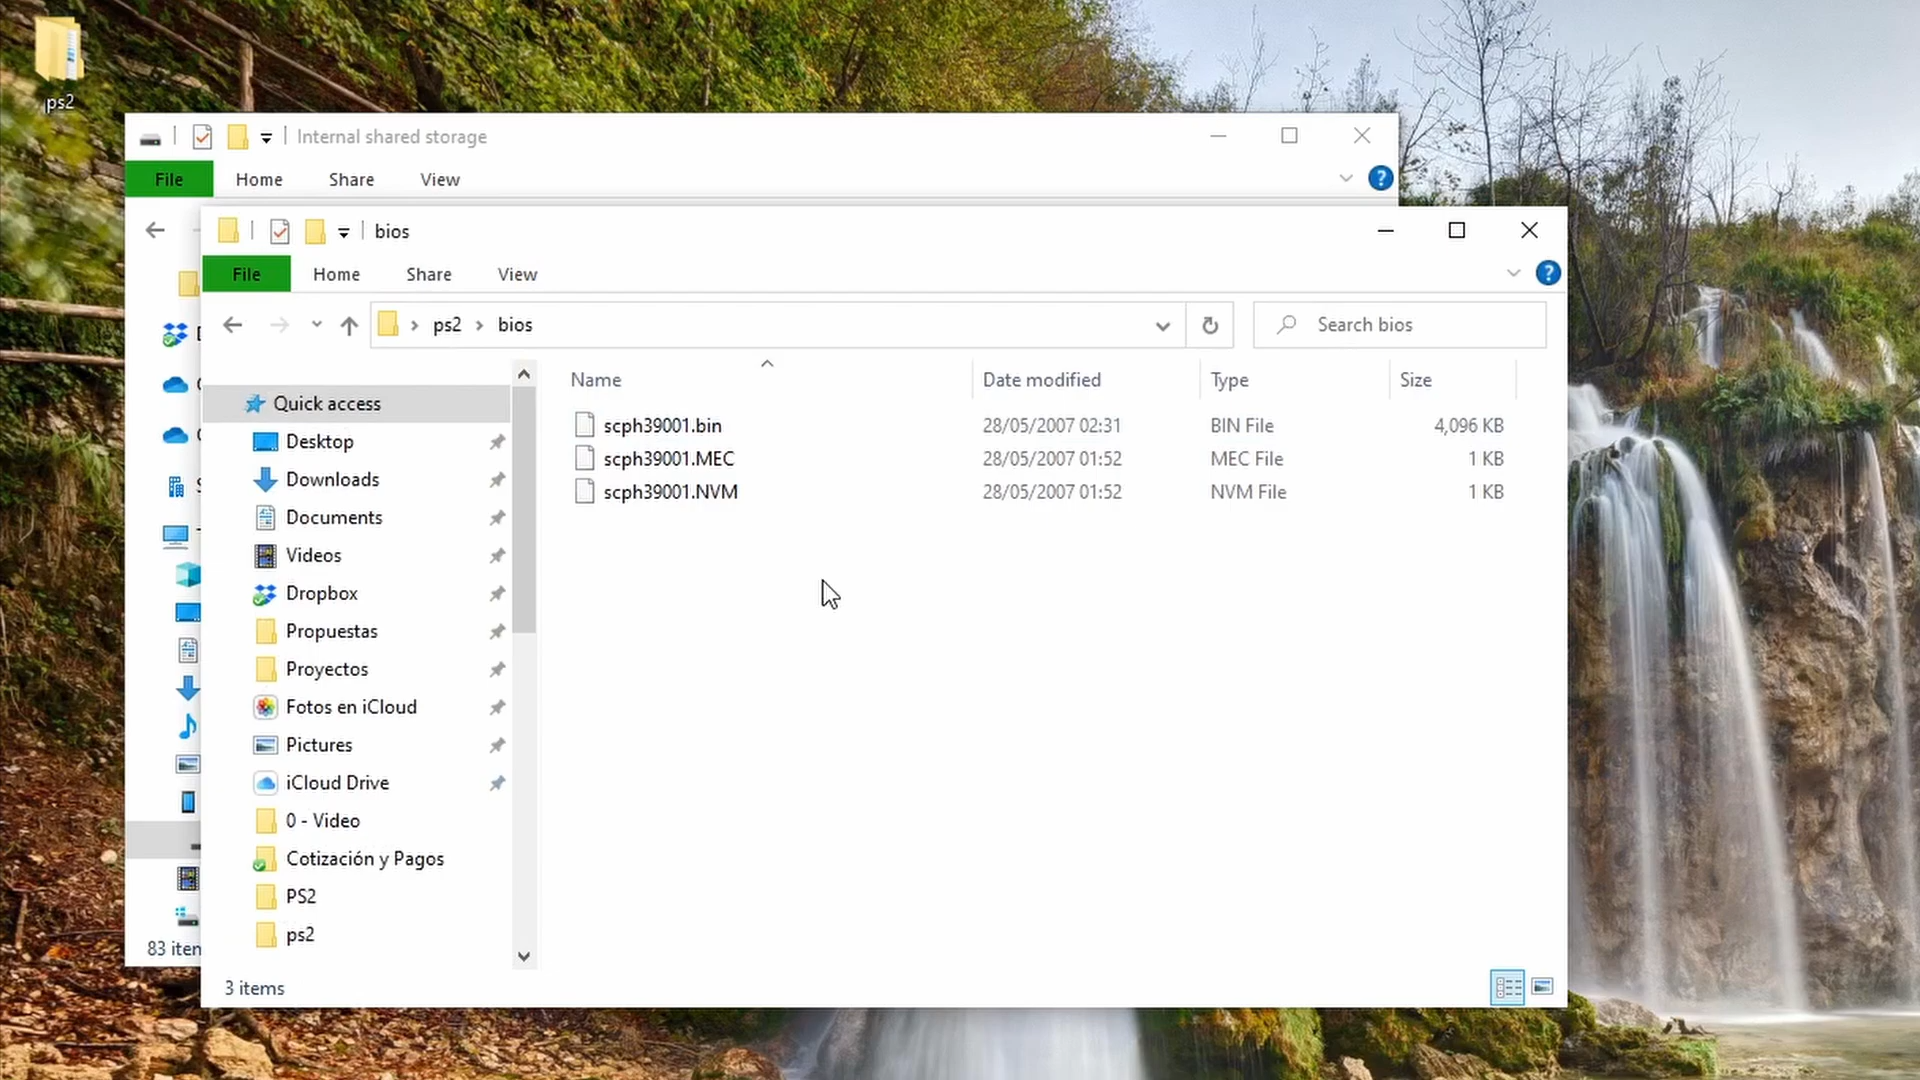 ps2
Internal shared storage
File Home Share View
bios
File Home Share View
ps2 bios
Search bios
Name Date modified Type Size
Quick access
Desktop
Downloads
Documents
Videos
Dropbox
Propuestas
Proyectos
Fotos en iCloud
Pictures
iCloud Drive
0 - Video
Cotización y Pagos
PS2
ps2
scph39001.bin 28/05/2007 02:31 BIN File 4,096 KB
scph39001.MEC 28/05/2007 01:52 MEC File 1 KB
scph39001.NVM 28/05/2007 01:52 NVM File 1 KB
83 iten
3 items